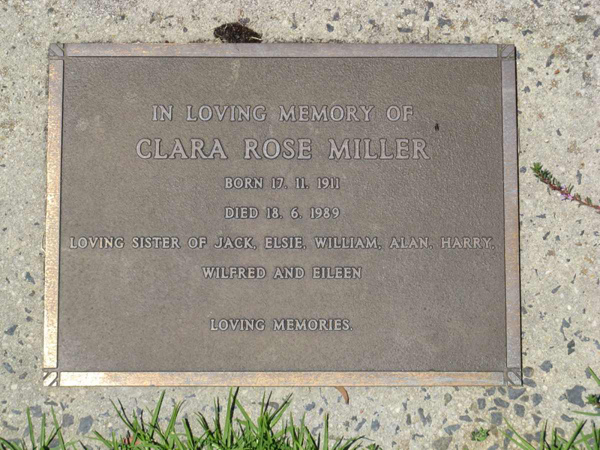 IN LOVING MEMORY OF
CLARA ROSE MILLER
BORN 17. 11. 1911
DIED 18. 6. 1989
LOVING SISTER OF JACK, ELSIE, WILLIAM, ALAN, HARRY,
WILFRED AND EILEEN
LOVING MEMORIES.